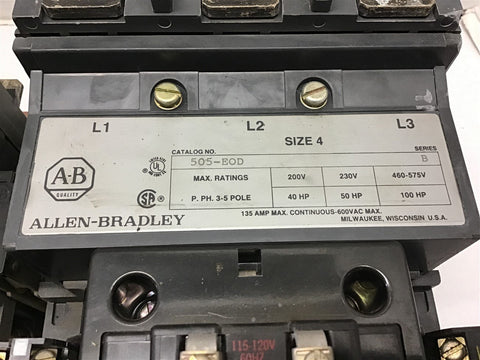 L1 L2 L3
SIZE 4
CATALOG NO. SERIES
505-EOD B
A-B
QUALITY
MAX. RATINGS 200V 230V 460-575V
P. PH. 3-5 POLE 40 HP 50 HP 100 HP
135 AMP MAX. CONTINUOUS-600VAC MAX.
ALLEN-BRADLEY MILWAUKEE, WISCONSIN U.S.A.
115-120V
60HZ